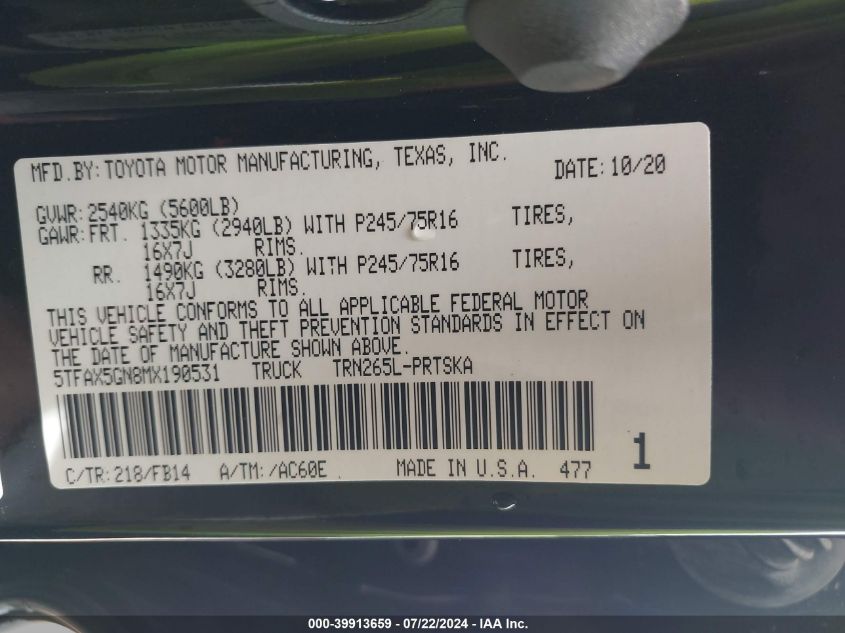 MFD.BY:TOYOTA MOTOR MANUFACTURING, TEXAS, INC. DATE:10/20
GVWR:2540KG (5600LB)
GAWR:FRT. 1335KG (2940LB) WITH P245/75R16 TIRES,
16X7J RIMS.
RR. 1490KG (3280LB) WITH P245/75R16 TIRES,
16X7J RIMS.
THIS VEHICLE CONFORMS TO ALL APPLICABLE FEDERAL MOTOR
VEHICLE SAFETY AND THEFT PREVENTION STANDARDS IN EFFECT ON
THE DATE OF MANUFACTURE SHOWN ABOVE.
5TFAX5GN8MX190531 TRUCK TRN265L-PRTSKA
C/TR:218/FB14 A/TM:/AC60E MADE IN U.S.A. 477 1
000-39913659 - 07/22/2024 - IAA Inc.